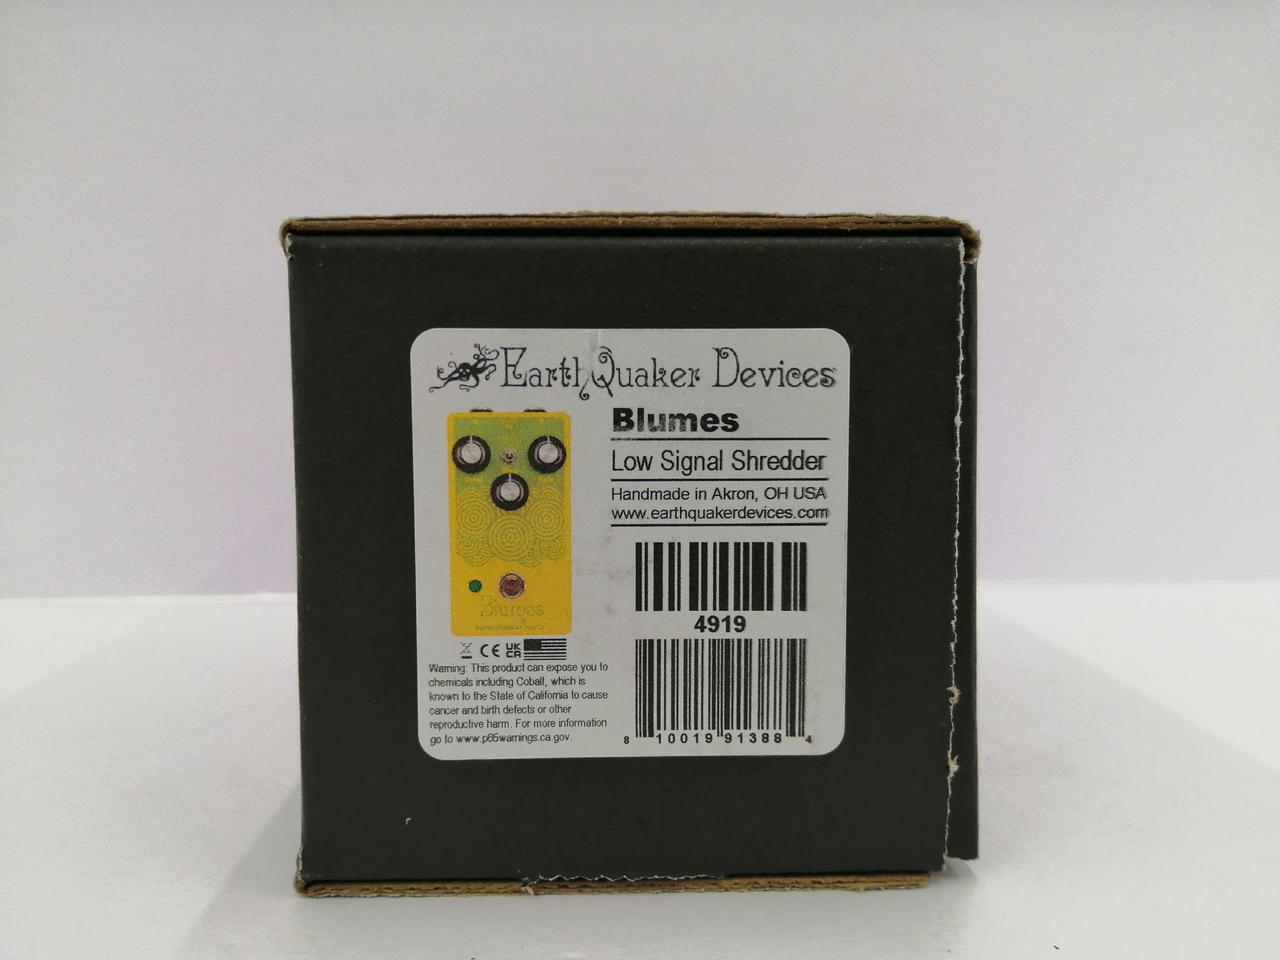 EarthQuaker Devices
Blumes
Low Signal Shredder
Handmade in Akron, OH USA
www.earthquakerdevices.com
4919
8 10019 91388 4
Blumes
CE UK CA
Warning: This product can expose you to
chemicals including Cobalt, which is
known to the State of California to cause
cancer and birth defects or other
reproductive harm. For more information
go to www.p65warnings.ca.gov.